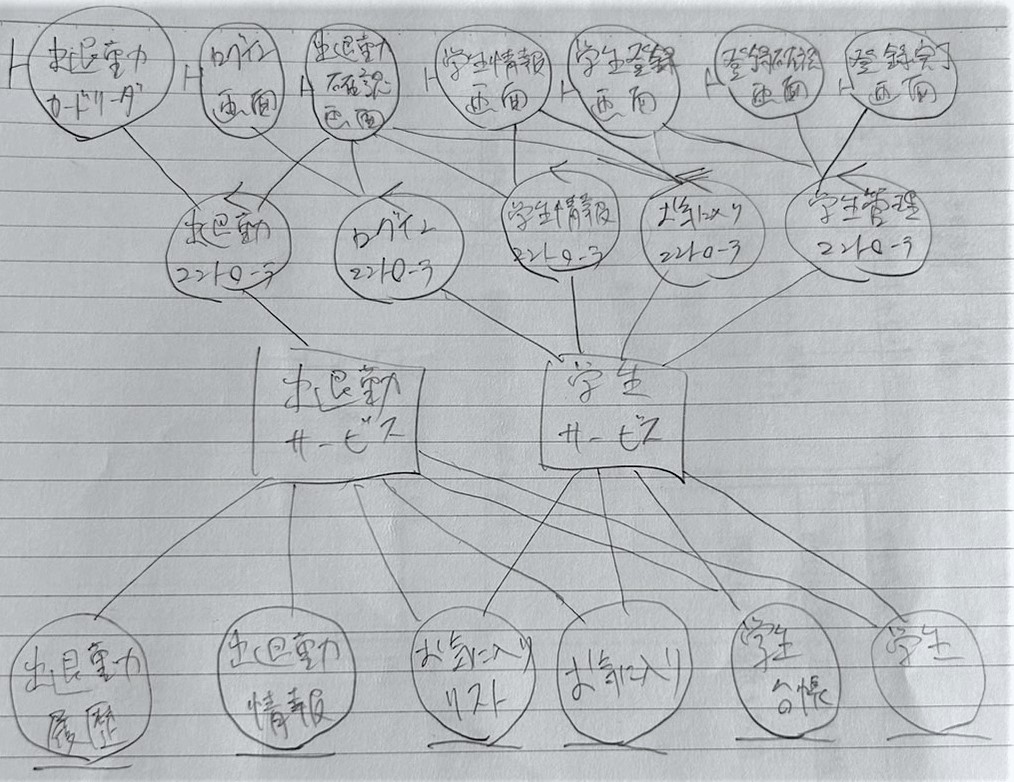 出退勤
カードリーダ
ログイン
画面
出退勤
確認
画面
学生情報
画面
学生登録
画面
登録確認
画面
登録完了
画面
出退勤
コントローラ
ログイン
コントローラ
学生情報
コントローラ
お気に入り
コントローラ
学生管理
コントローラ
出退勤
サービス
学生
サービス
出退勤
履歴
出退勤
情報
お気に入り
リスト
お気に入り
学生
台帳
学生